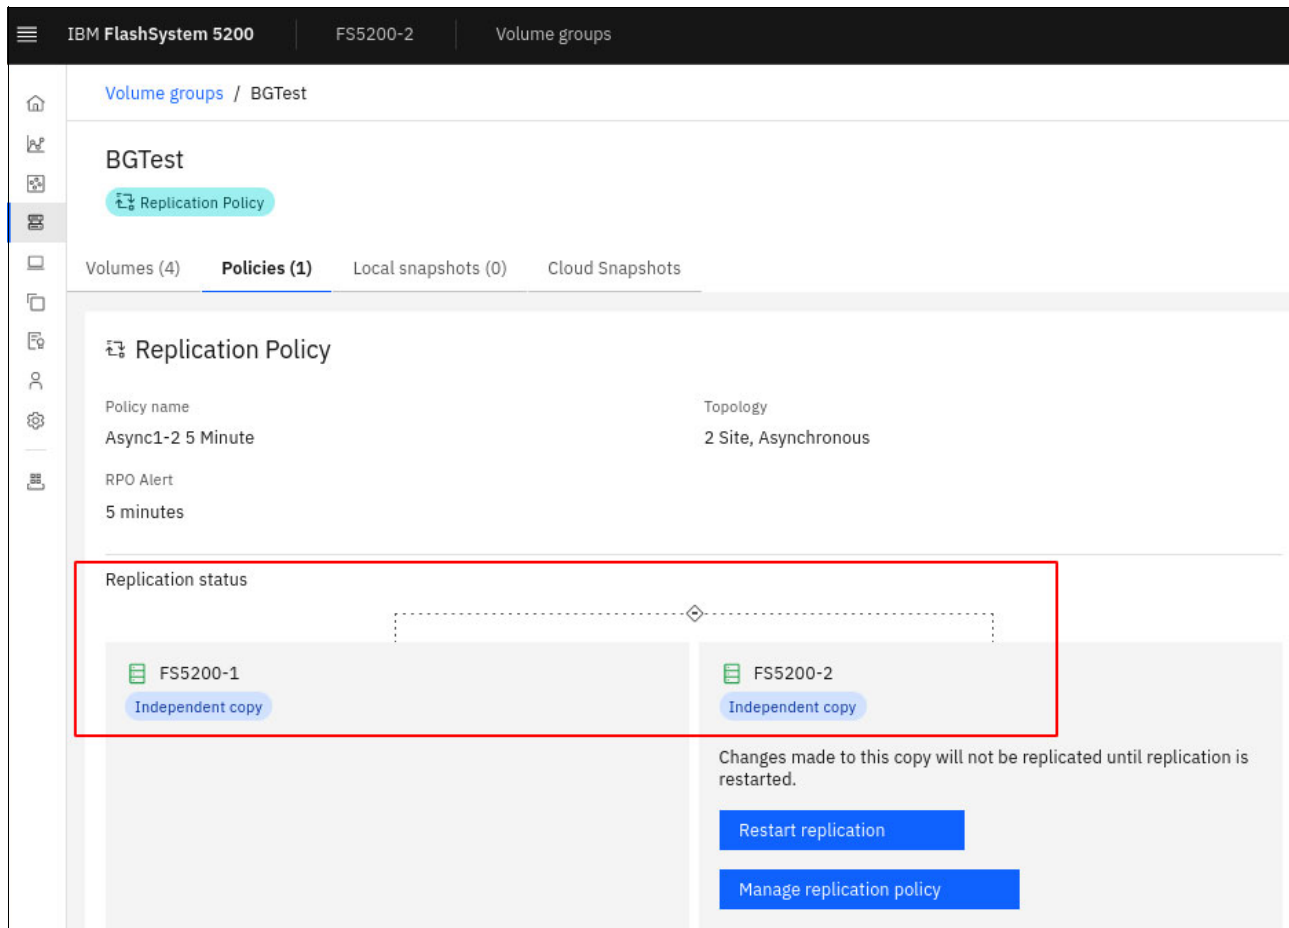 IBM FlashSystem 5200 FS5200-2 Volume groups
Volume groups / BGTest
BGTest
Replication Policy
Volumes (4) Policies (1) Local snapshots (0) Cloud Snapshots
Replication Policy
Policy name Topology
Async1-2 5 Minute 2 Site, Asynchronous
RPO Alert
5 minutes
Replication status
FS5200-1 FS5200-2
Independent copy Independent copy
Changes made to this copy will not be replicated until replication is
restarted.
Restart replication
Manage replication policy